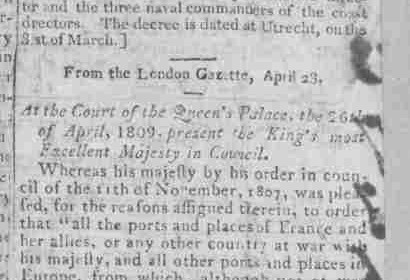 tor and the three naval commanders of the coast
directors. The decree is dated at Utrecht, on the
31st of March.]
From the London Gazette, April 23.
At the Court of the Queen's Palace, the 26th
of April, 1809, present the King's most
Excellent Majesty in Council.
Whereas his majesty by his order in coun-
cil of the 11th of November, 1807, was plea
sed, for the reasons assigned therein, to order
that "all the ports and places of France and
her allies, or any other country at war with
his majesty, and all other ports and places in
Europe, from which, although not at war